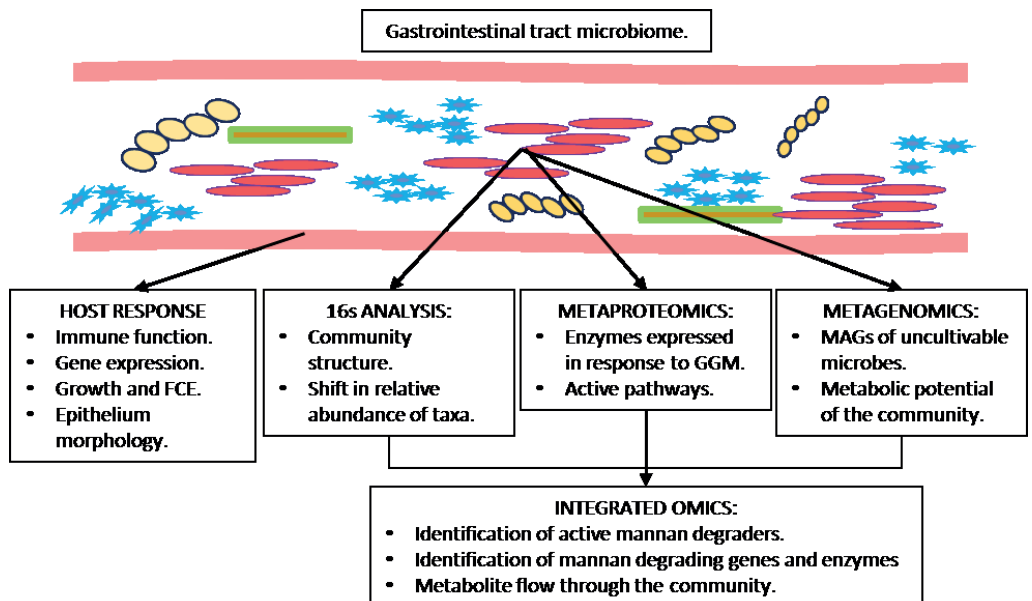 Gastrointestinal tract microbiome.
HOST RESPONSE
• Immune function.
• Gene expression.
• Growth and FCE.
• Epithelium
morphology.
16s ANALYSIS:
• Community
structure.
• Shift in relative
abundance of taxa.
METAPROTEOMICS:
• Enzymes expressed
in response to GGM.
• Active pathways.
METAGENOMICS:
• MAGs of uncultivable
microbes.
• Metabolic potential
of the community.
INTEGRATED OMICS:
• Identification of active mannan degraders.
• Identification of mannan degrading genes and enzymes
• Metabolite flow through the community.